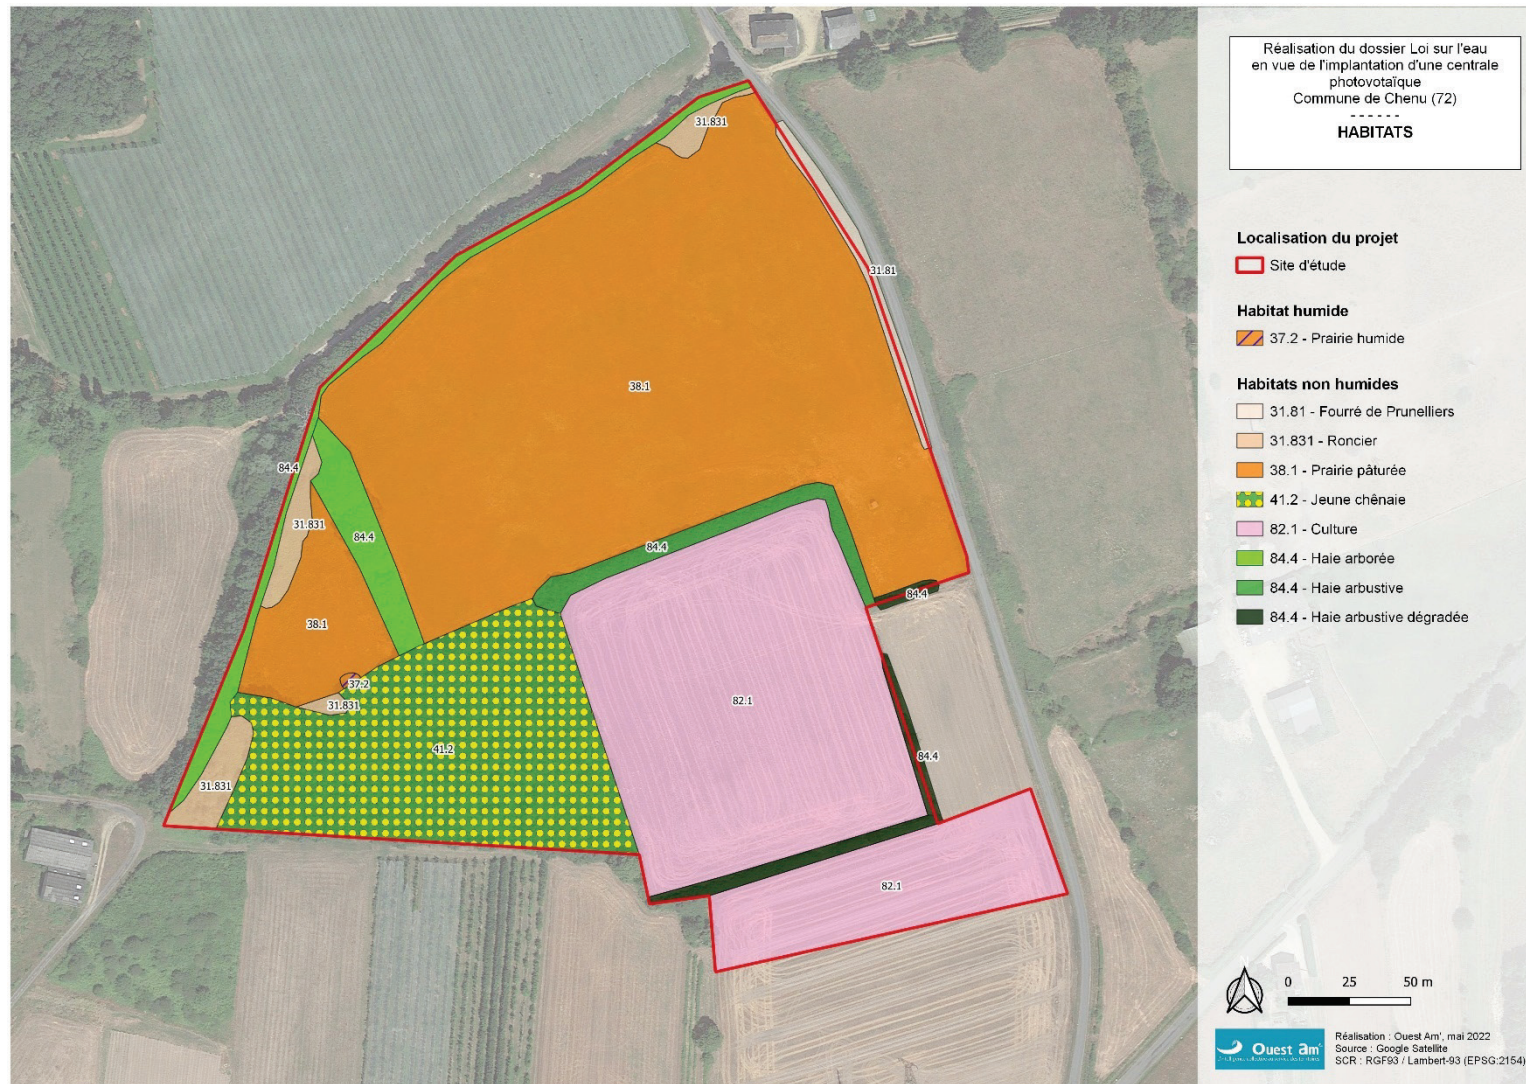 Réalisation du dossier Loi sur l'eau
en vue de l'implantation d'une centrale
photovotaïque
Commune de Chenu (72)
- - - - - -
HABITATS
Localisation du projet
Site d'étude
Habitat humide
37.2 - Prairie humide
Habitats non humides
31.81 - Fourré de Prunelliers
31.831 - Roncier
38.1 - Prairie pâturée
41.2 - Jeune chênaie
82.1 - Culture
84.4 - Haie arborée
84.4 - Haie arbustive
84.4 - Haie arbustive dégradée
31.831
31.81
38.1
84.4
31.831
84.4
84.4
84.4
38.1
37.2
31.831
82.1
41.2
84.4
31.831
82.1
N
0 25 50 m
Ouest am'
Réalisation : Ouest Am', mai 2022
Source : Google Satellite
SCR : RGF93 / Lambert-93 (EPSG:2154)